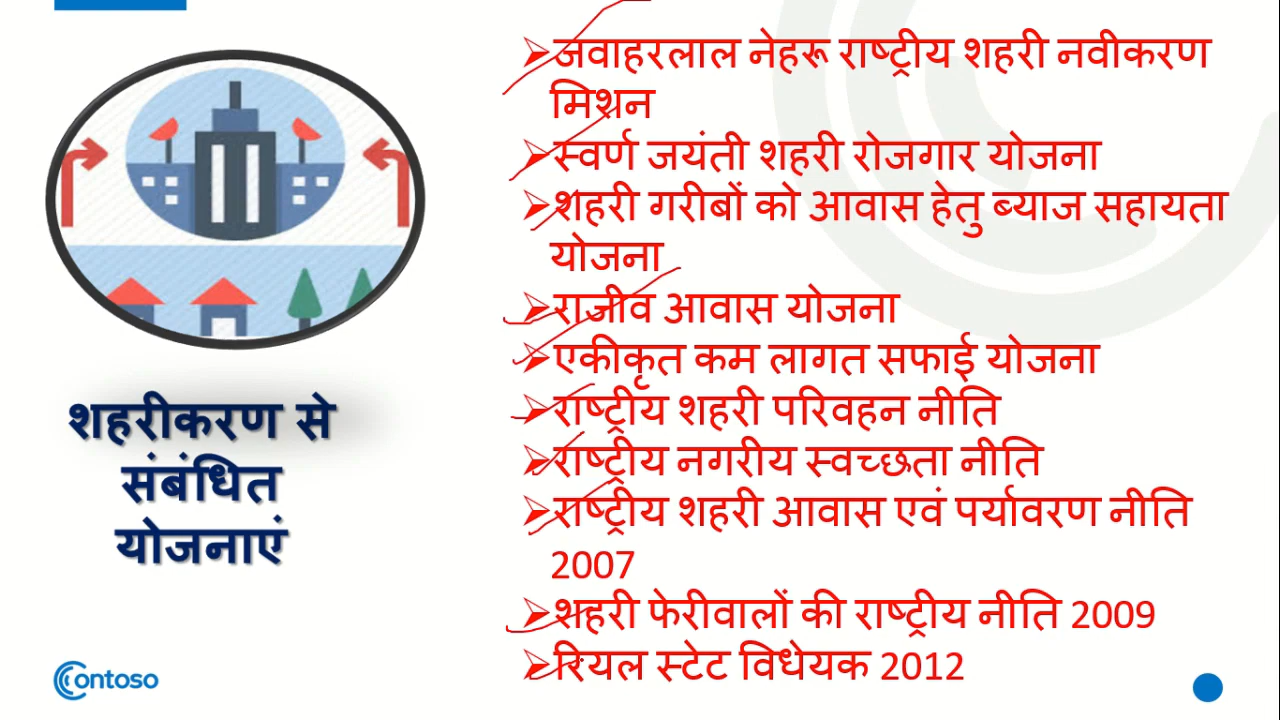 ➢जवाहरलाल नेहरू राष्ट्रीय शहरी नवीकरण
मिशन
➢स्वर्ण जयंती शहरी रोजगार योजना
➢शहरी गरीबों को आवास हेतु ब्याज सहायता
योजना
➢राजीव आवास योजना
➢एकीकृत कम लागत सफाई योजना
➢राष्ट्रीय शहरी परिवहन नीति
➢राष्ट्रीय नगरीय स्वच्छता नीति
➢राष्ट्रीय शहरी आवास एवं पर्यावरण नीति
2007
➢शहरी फेरीवालों की राष्ट्रीय नीति 2009
➢रियल स्टेट विधेयक 2012
शहरीकरण से
संबंधित
योजनाएं
Contoso